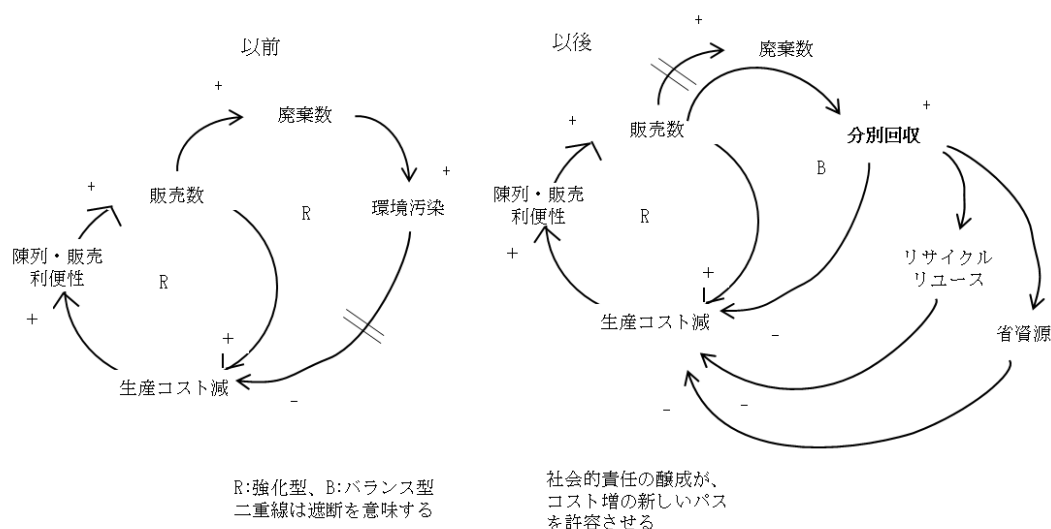 以前
+
廃棄数
+
販売数
+
環境汚染
+
R
陳列・販売
利便性
R
+
+
生産コスト減
-
R:強化型、B:バランス型
二重線は遮断を意味する
以後
+
廃棄数
+
販売数
+
分別回収
B
陳列・販売
利便性
R
+
リサイクル
リユース
+
生産コスト減
-
省資源
-
-
社会的責任の醸成が、
コスト増の新しいパス
を許容させる